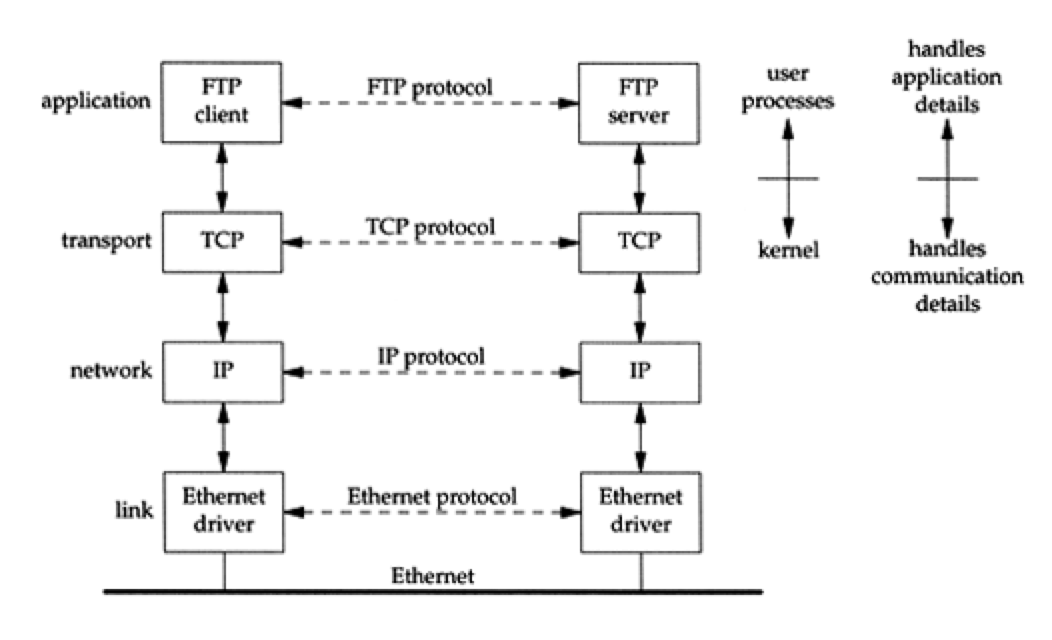 handles
application
details
user
processes
application
FTP
client
FTP protocol
FTP
server
transport
TCP
TCP protocol
TCP
kernel
handles
communication
details
network
IP
IP protocol
IP
link
Ethernet
driver
Ethernet protocol
Ethernet
driver
Ethernet